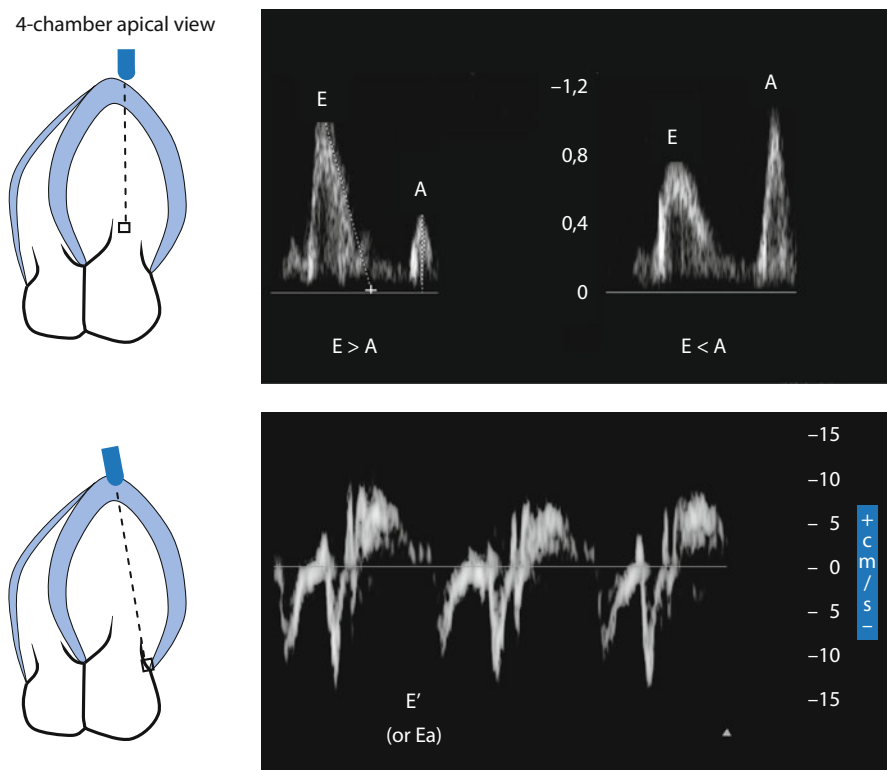 4-chamber apical view
E
A
–1,2
0,8
0,4
0
E
A
E > A
E < A
–15
–10
– 5
– 0
– 5
–10
–15
+
c
m
/
s
–
E′
(or Ea)